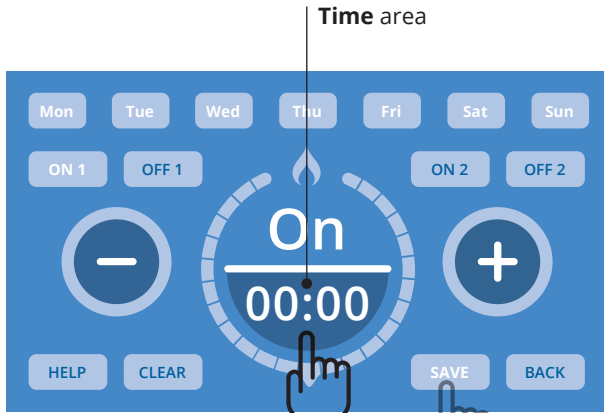 Time area
Mon Tue Wed Thu Fri Sat Sun
ON 1 OFF 1 ON 2 OFF 2
On
00:00
HELP CLEAR SAVE BACK